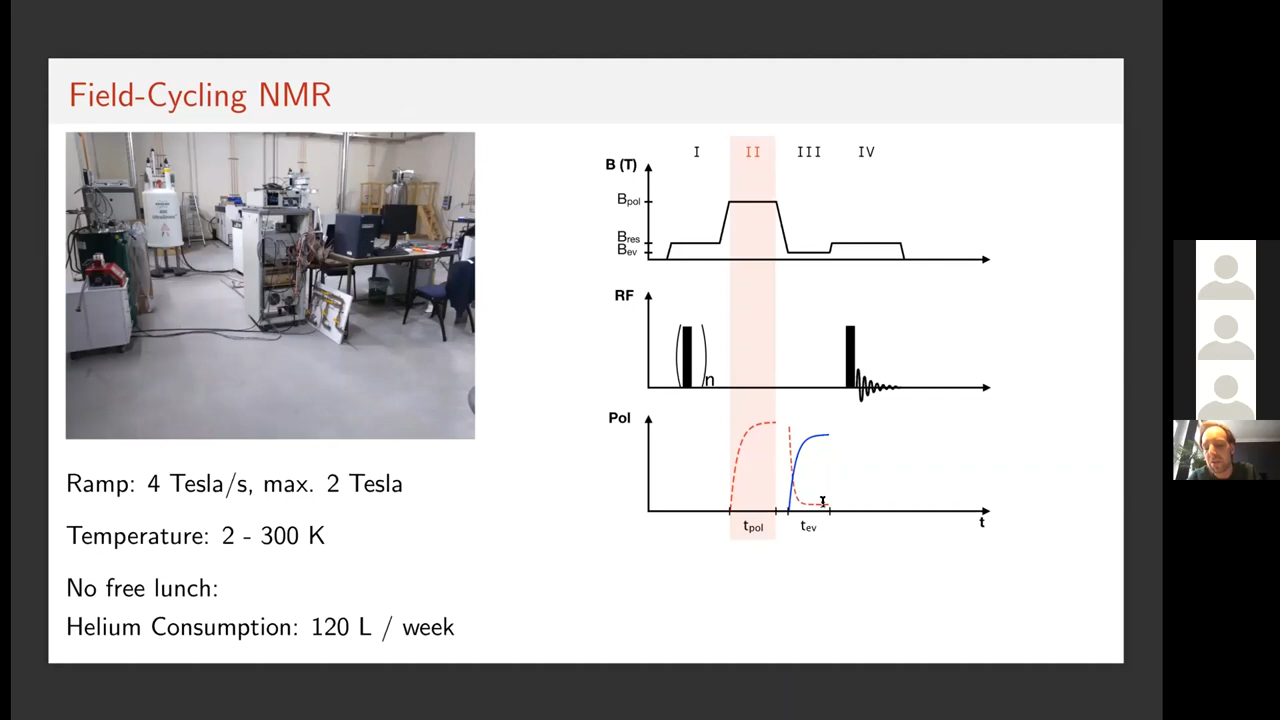 Field-Cycling NMR
I II III IV
B (T)
Bpol
Bres
Bev
RF
n
Pol
tpol tev
t
Ramp: 4 Tesla/s, max. 2 Tesla
Temperature: 2 - 300 K
No free lunch:
Helium Consumption: 120 L / week